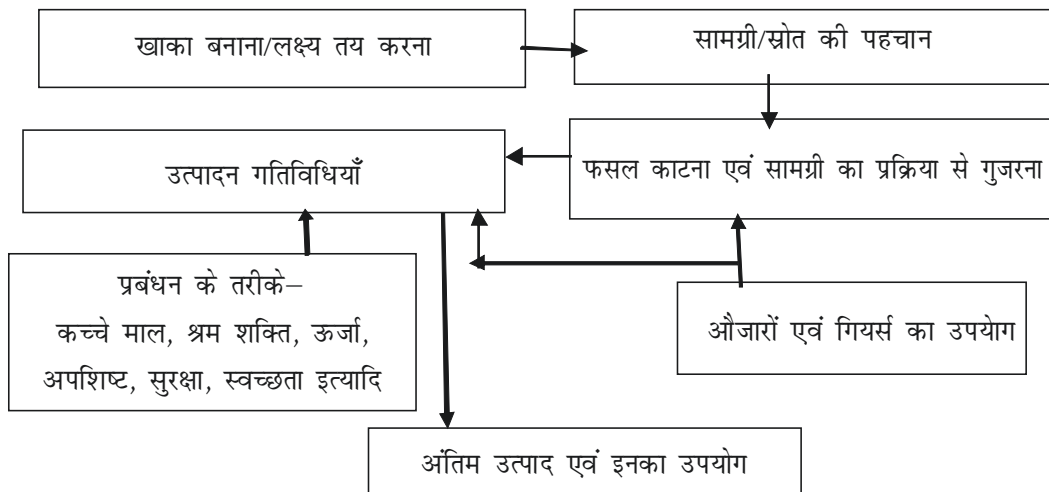 खाका बनाना/लक्ष्य तय करना
सामग्री/स्रोत की पहचान
उत्पादन गतिविधियाँ
फसल काटना एवं सामग्री का प्रक्रिया से गुजरना
प्रबंधन के तरीके–
कच्चे माल, श्रम शक्ति, ऊर्जा,
अपशिष्ट, सुरक्षा, स्वच्छता इत्यादि
औजारों एवं गियर्स का उपयेाग
अंतिम उत्पाद एवं इनका उपयोग